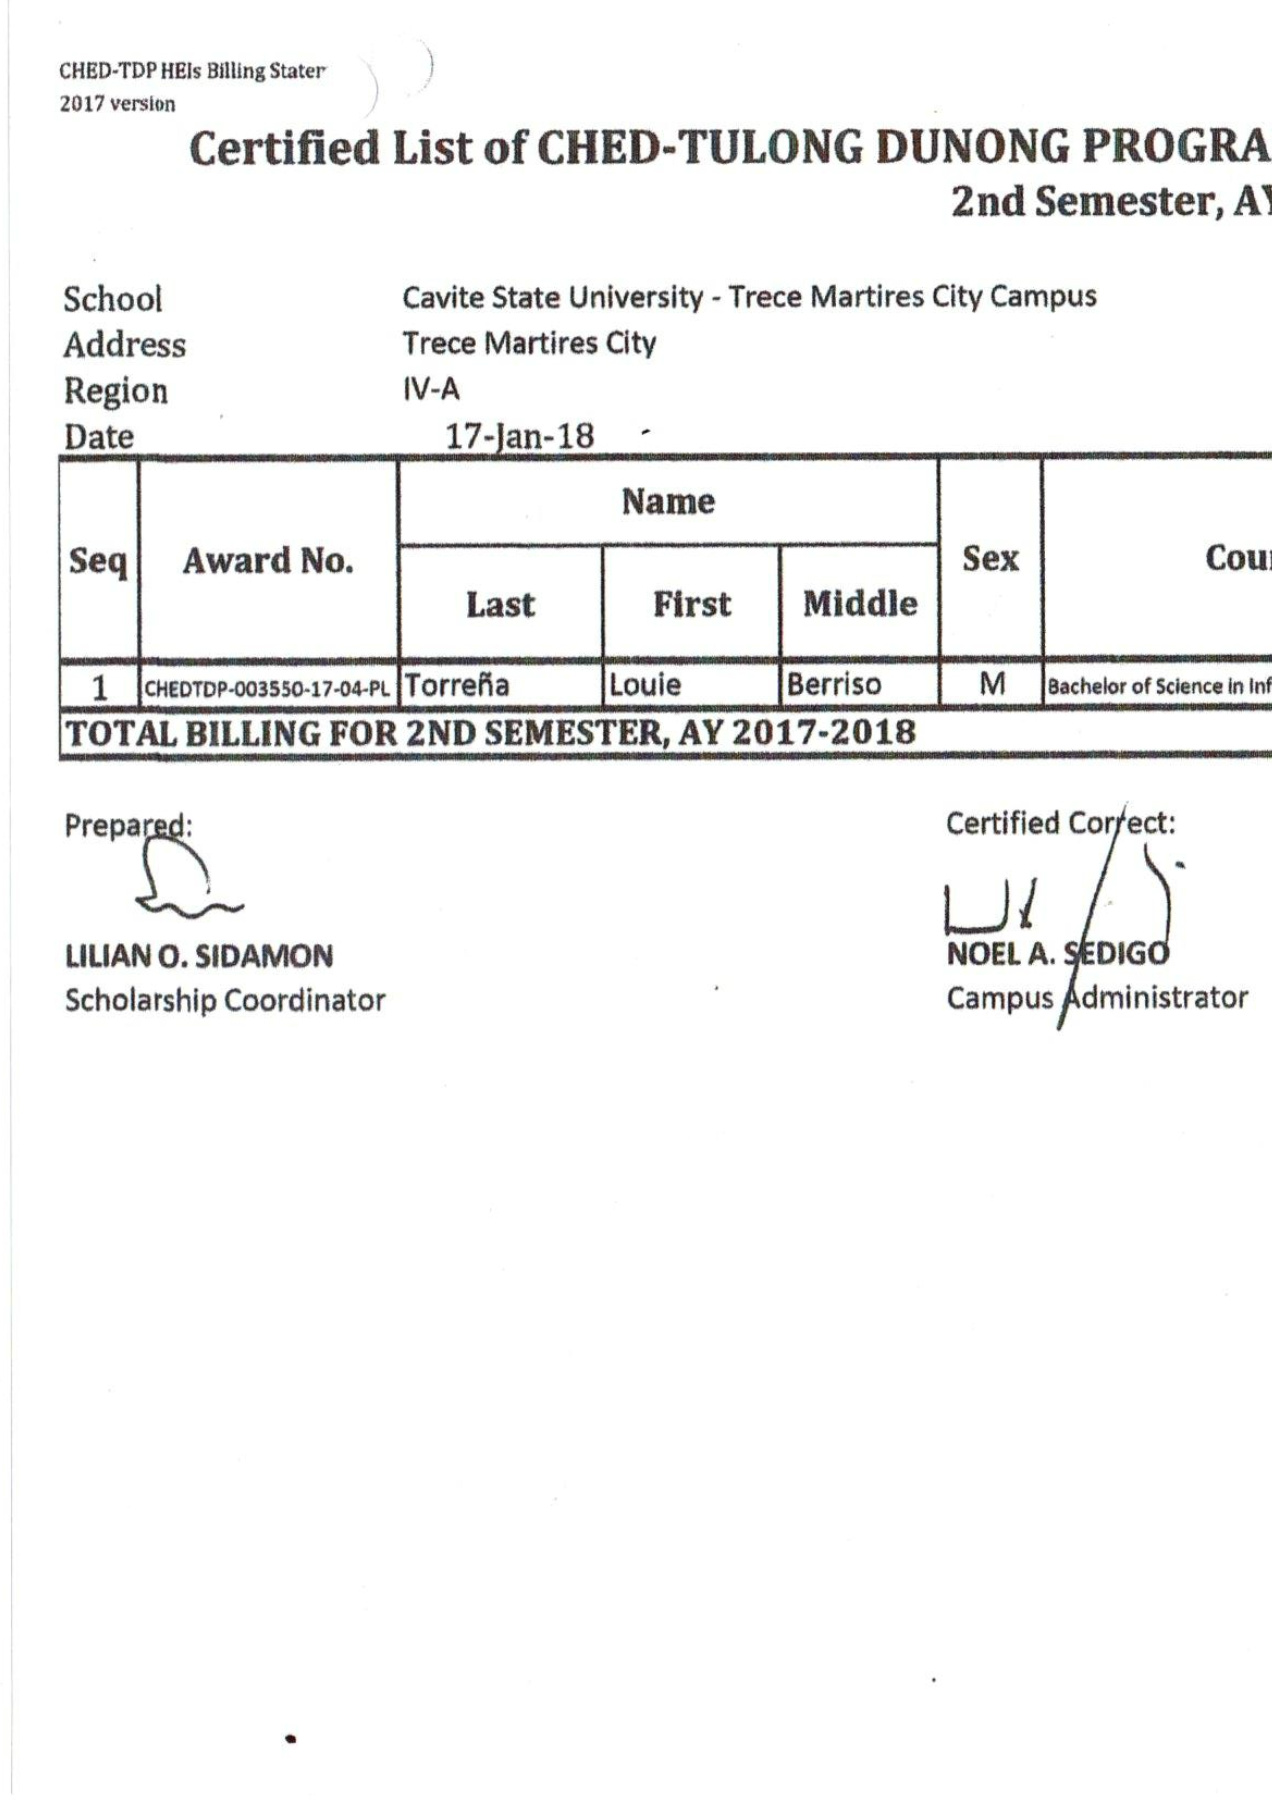 CHED-TDP HEIs Billing Stater
2017 version
Certified List of CHED-TULONG DUNONG PROGRA
2nd Semester, AY
School Cavite State University - Trece Martires City Campus
Address Trece Martires City
Region IV-A
Date 17-Jan-18
Name
Seq Award No. Sex Cour
Last First Middle
1 CHEDTDP-003550-17-04-PL Torreña Louie Berriso M Bachelor of Science in Inf
TOTAL BILLING FOR 2ND SEMESTER, AY 2017-2018
Prepared: Certified Correct:
LILIAN O. SIDAMON NOEL A. SEDIGO
Scholarship Coordinator Campus Administrator